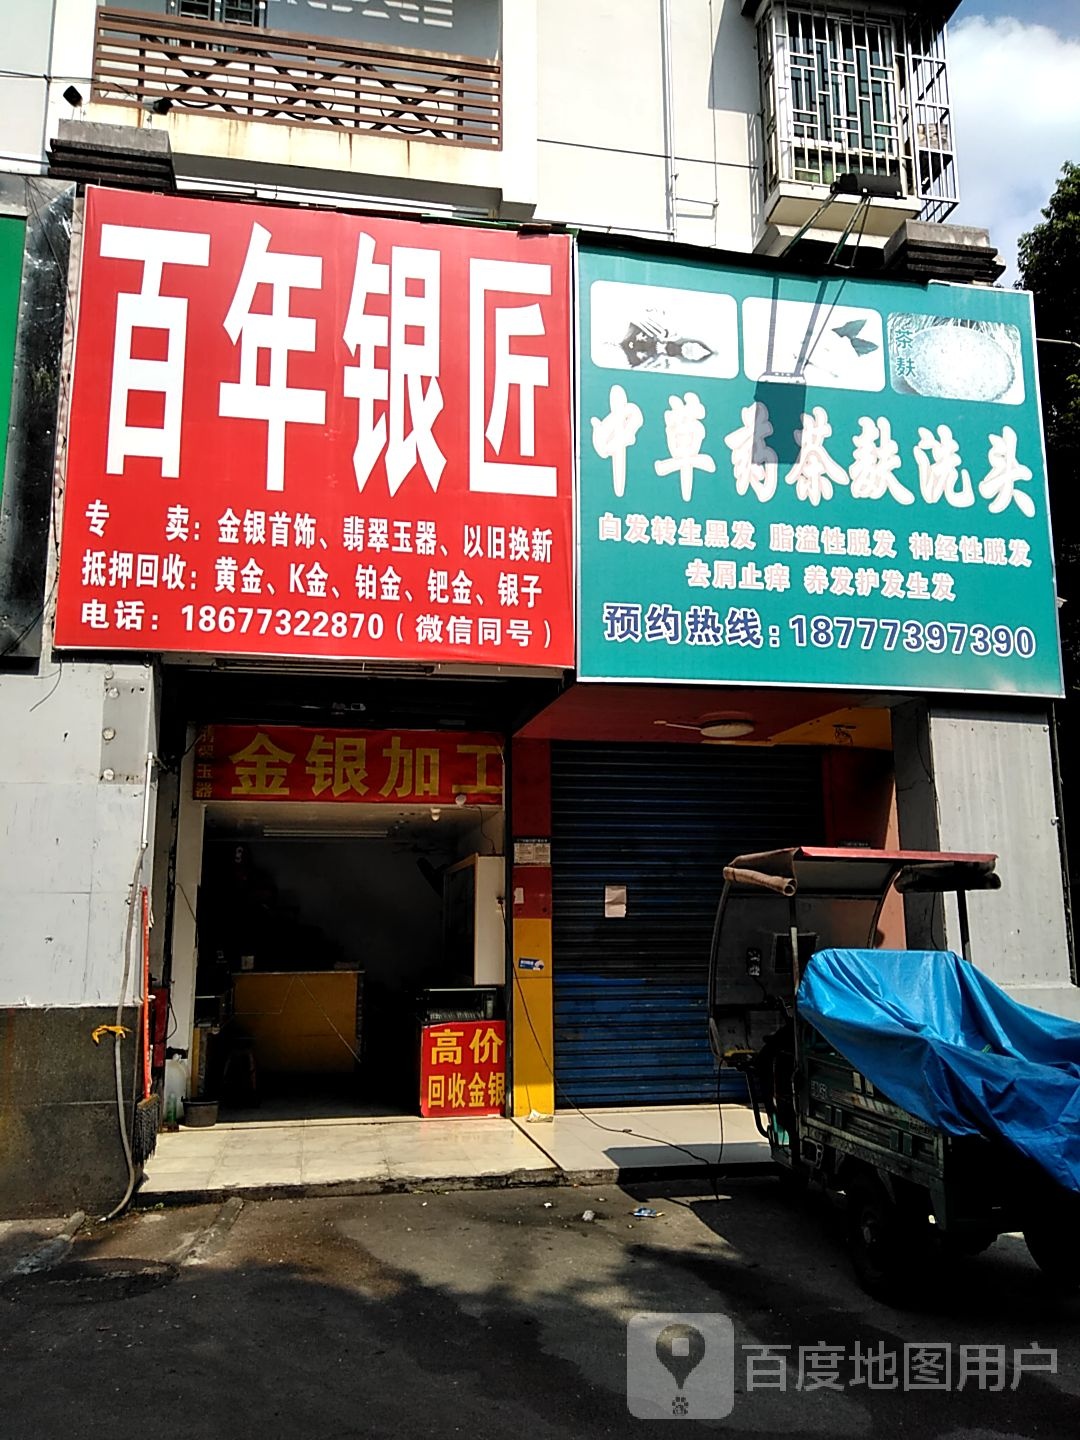 百年银匠
专 卖：金银首饰、翡翠玉器、以旧换新
抵押回收：黄金、K金、铂金、钯金、银子
电话：18677322870（微信同号）
茶麸
中草药茶麸洗头
白发转生黑发 脂溢性脱发 神经性脱发
去屑止痒 养发护发生发
预约热线：18777397390
翡翠玉器
金银加工
高价
回收金银
百度地图用户